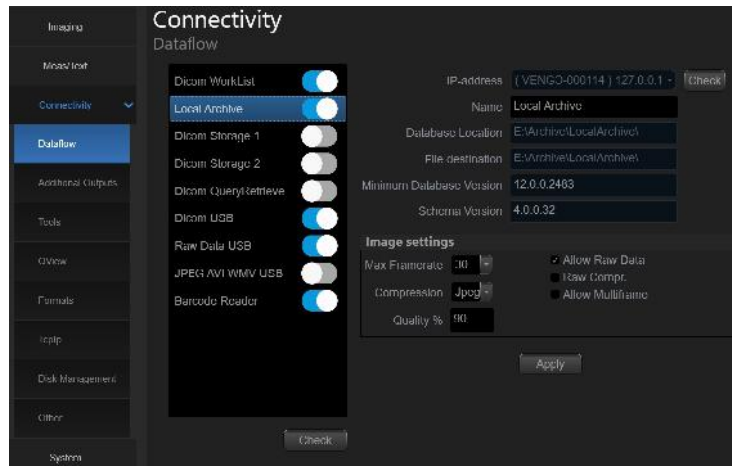 Connectivity
Dataflow
Imaging
Meas/Text
Connectivity
Dataflow
Additional Outputs
Tools
QView
Formats
Tcpip
Disk Management
Other
System
Dicom WorkList
Local Archive
Dicom Storage 1
Dicom Storage 2
Dicom QueryRetrieve
Dicom USB
Raw Data USB
JPEG AVI WMV USB
Barcode Reader
Check
IP-address ( VENGO-000114 ) 127.0.0.1 Check
Name Local Archive
Database Location E:\Archive\LocalArchive\
File destination E:\Archive\LocalArchive\
Minimum Database Version 12.0.0.2483
Schema Version 4.0.0.32
Image settings
Max Framerate 30 Allow Raw Data
Raw Compr.
Compression Jpeg Allow Multiframe
Quality % 90
Apply